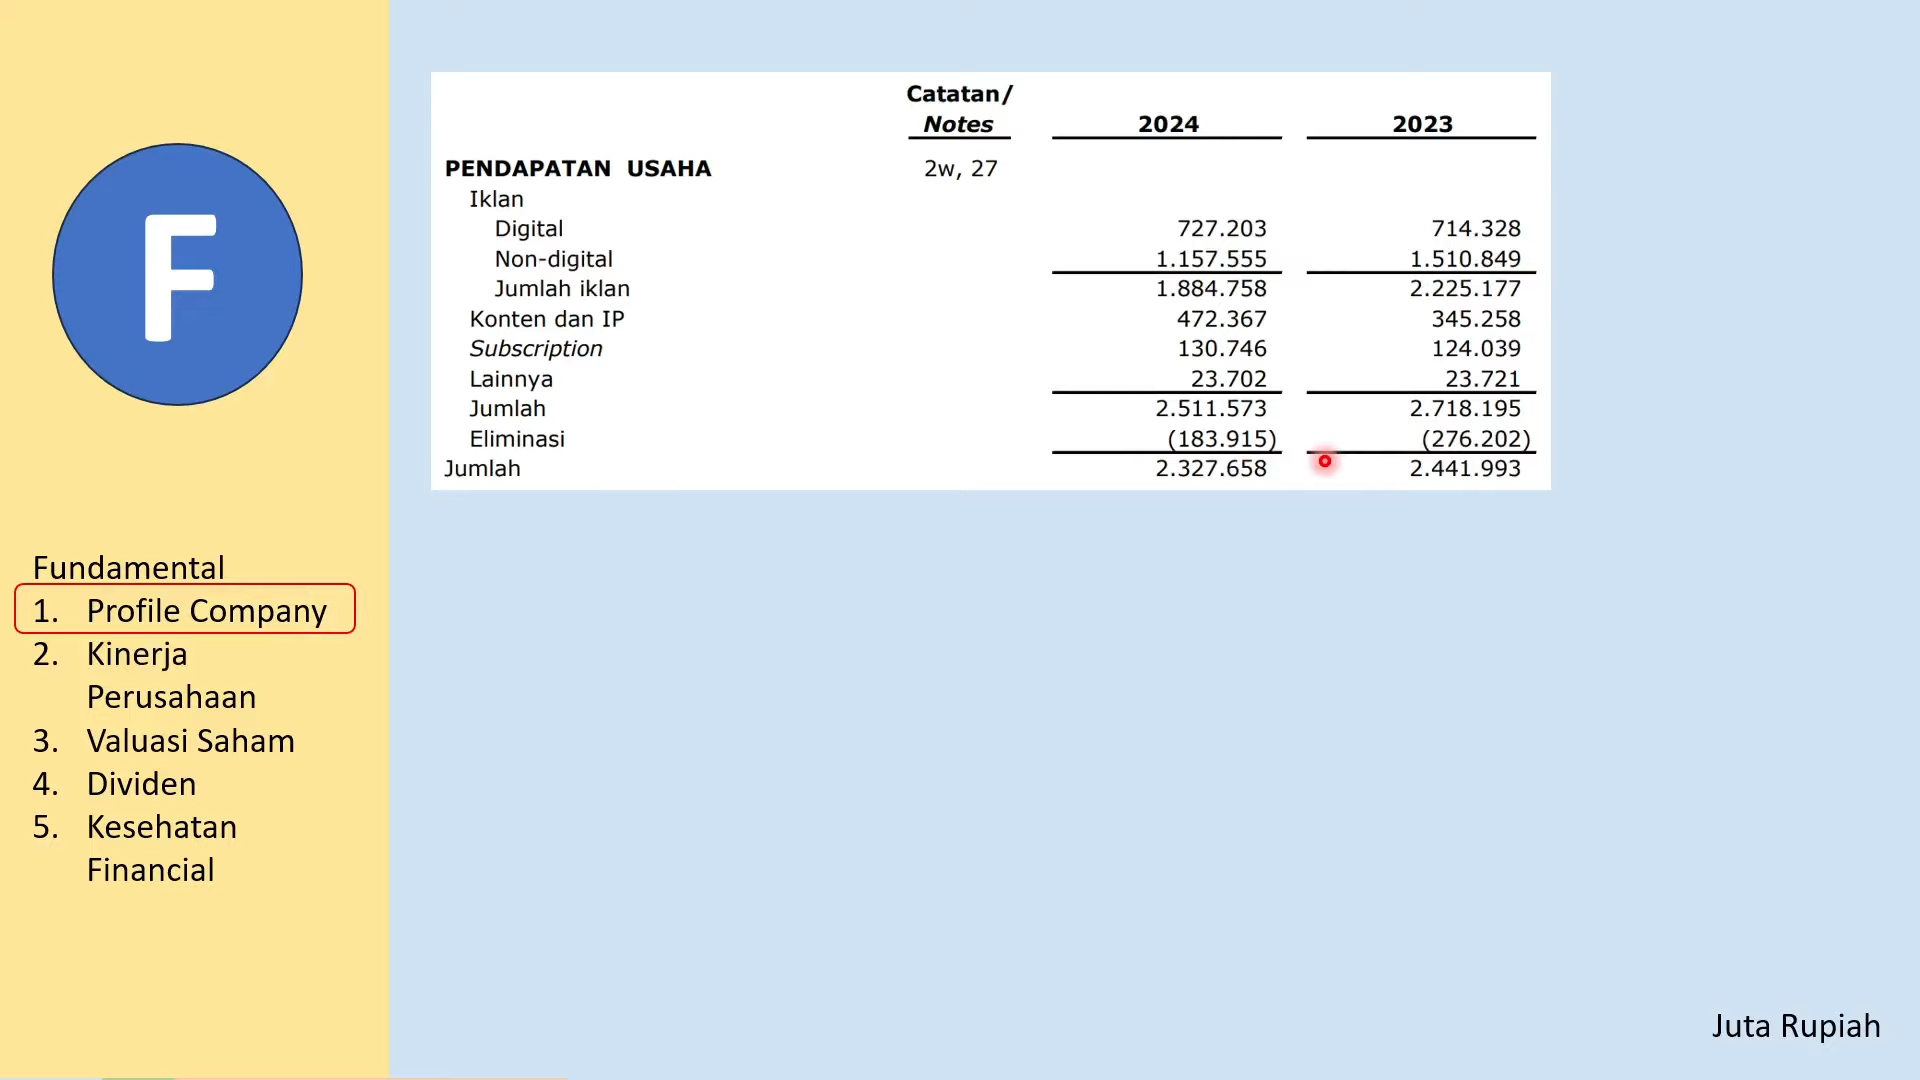 F
Fundamental
1. Profile Company
2. Kinerja
Perusahaan
3. Valuasi Saham
4. Dividen
5. Kesehatan
Financial
Catatan/
Notes 2024 2023
PENDAPATAN USAHA 2w, 27
Iklan
Digital 727.203 714.328
Non-digital 1.157.555 1.510.849
Jumlah iklan 1.884.758 2.225.177
Konten dan IP 472.367 345.258
Subscription 130.746 124.039
Lainnya 23.702 23.721
Jumlah 2.511.573 2.718.195
Eliminasi (183.915) (276.202)
Jumlah 2.327.658 2.441.993
Juta Rupiah